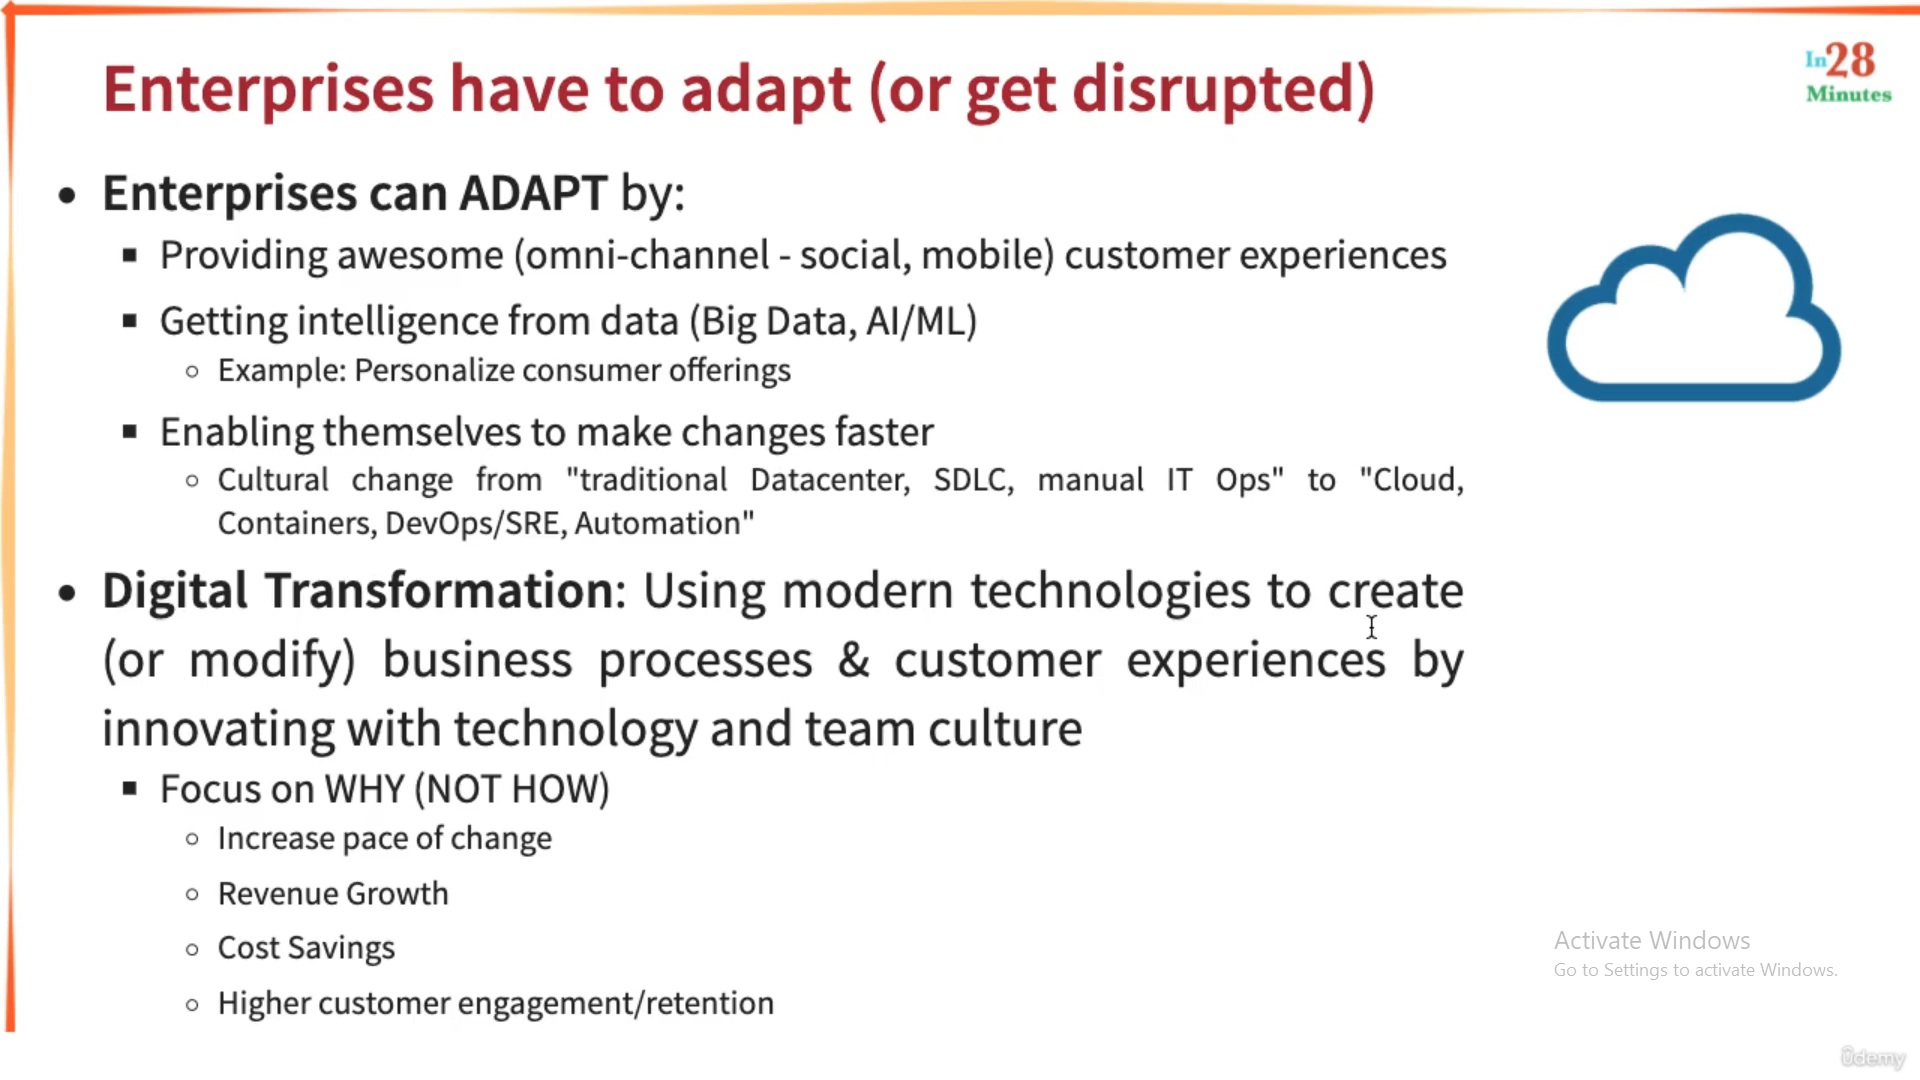 Enterprises have to adapt (or get disrupted)
In28
Minutes
• Enterprises can ADAPT by:
▪ Providing awesome (omni-channel - social, mobile) customer experiences
▪ Getting intelligence from data (Big Data, AI/ML)
○ Example: Personalize consumer offerings
▪ Enabling themselves to make changes faster
○ Cultural change from "traditional Datacenter, SDLC, manual IT Ops" to "Cloud,
Containers, DevOps/SRE, Automation"
• Digital Transformation: Using modern technologies to create
(or modify) business processes & customer experiences by
innovating with technology and team culture
▪ Focus on WHY (NOT HOW)
○ Increase pace of change
○ Revenue Growth
○ Cost Savings
○ Higher customer engagement/retention
Activate Windows
Go to Settings to activate Windows.
ûdemy